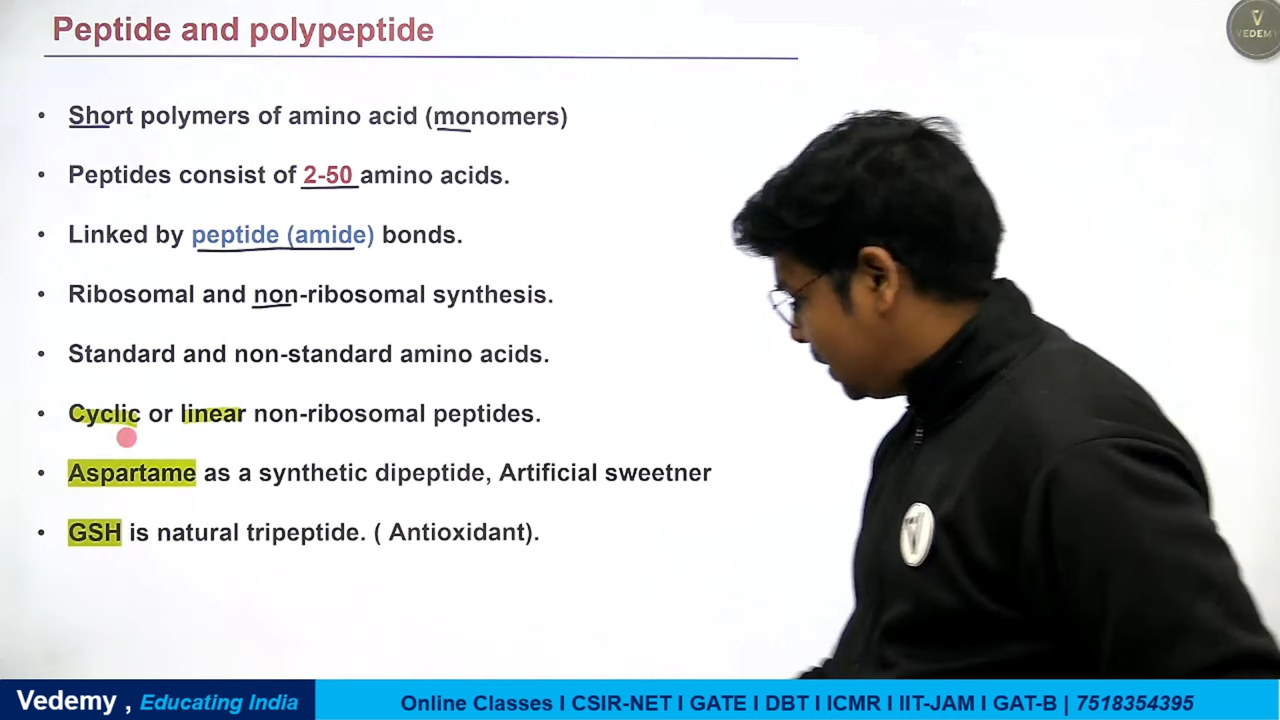 Peptide and polypeptide
VEDEMY
• Short polymers of amino acid (monomers)
• Peptides consist of 2-50 amino acids.
• Linked by peptide (amide) bonds.
• Ribosomal and non-ribosomal synthesis.
• Standard and non-standard amino acids.
• Cyclic or linear non-ribosomal peptides.
• Aspartame as a synthetic dipeptide, Artificial sweetner
• GSH is natural tripeptide. ( Antioxidant).
Vedemy , Educating India
Online Classes I CSIR-NET I GATE I DBT I ICMR I IIT-JAM I GAT-B | 7518354395